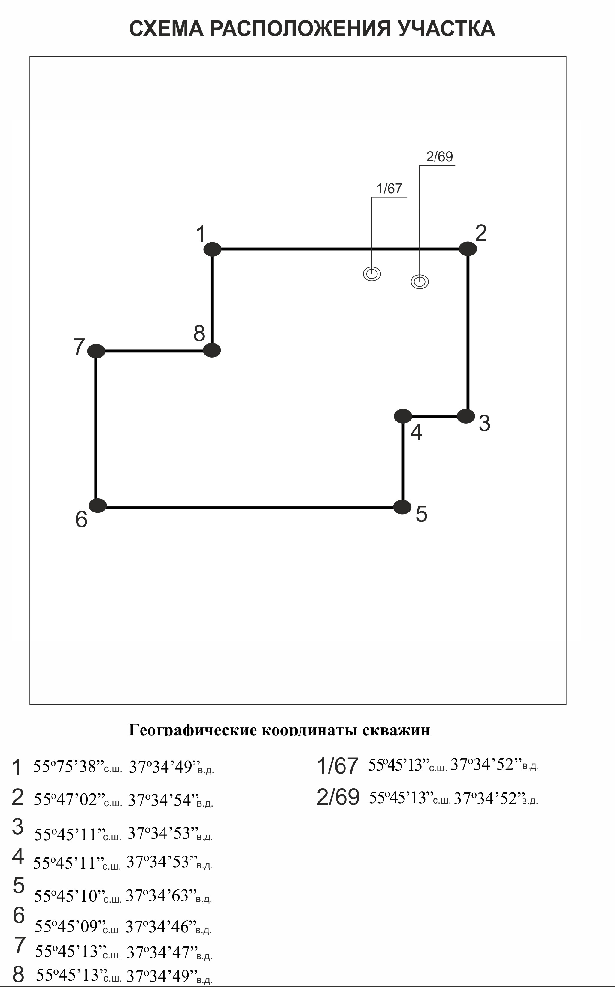 СХЕМА РАСПОЛОЖЕНИЯ УЧАСТКА
2/69
1/67
1
2
8
7
4
3
6
5
Географические координаты скважин
1 55º75’38”с.ш. 37º34’49”в.д.
1/67 55º45’13”с.ш. 37º34’52”в.д.
2 55º47’02”с.ш. 37º34’54”в.д.
2/69 55º45’13”с.ш. 37º34’52”в.д.
3 55º45’11”с.ш. 37º34’53”в.д.
4 55º45’11”с.ш. 37º34’53”в.д.
5 55º45’10”с.ш. 37º34’63”в.д.
6 55º45’09”с.ш. 37º34’46”в.д.
7 55º45’13”с.ш. 37º34’47”в.д.
8 55º45’13”с.ш. 37º34’49”в.д.